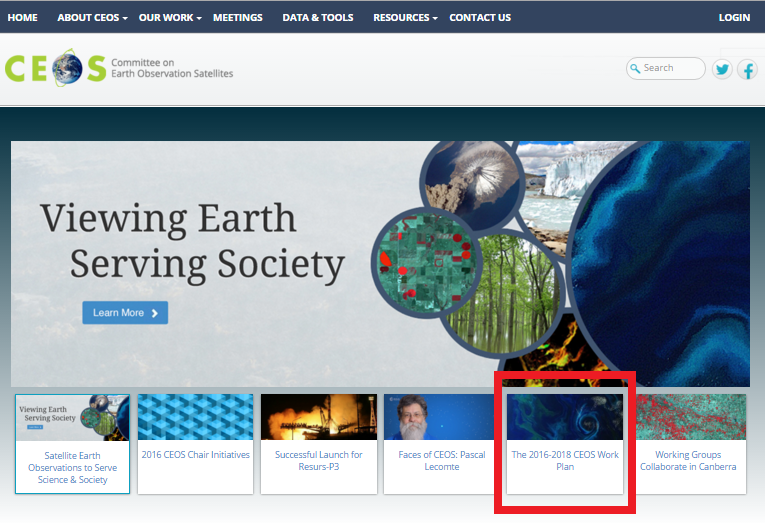 HOME ABOUT CEOS OUR WORK MEETINGS DATA & TOOLS RESOURCES CONTACT US LOGIN
CEOS
Committee on
Earth Observation Satellites
Search
Viewing Earth
Serving Society
Learn More
Viewing Earth
Serving Society
Satellite Earth
Observations to Serve
Science & Society
2016 CEOS Chair Initiatives
Successful Launch for
Resurs-P3
Faces of CEOS: Pascal
Lecomte
The 2016-2018 CEOS Work
Plan
Working Groups
Collaborate in Canberra